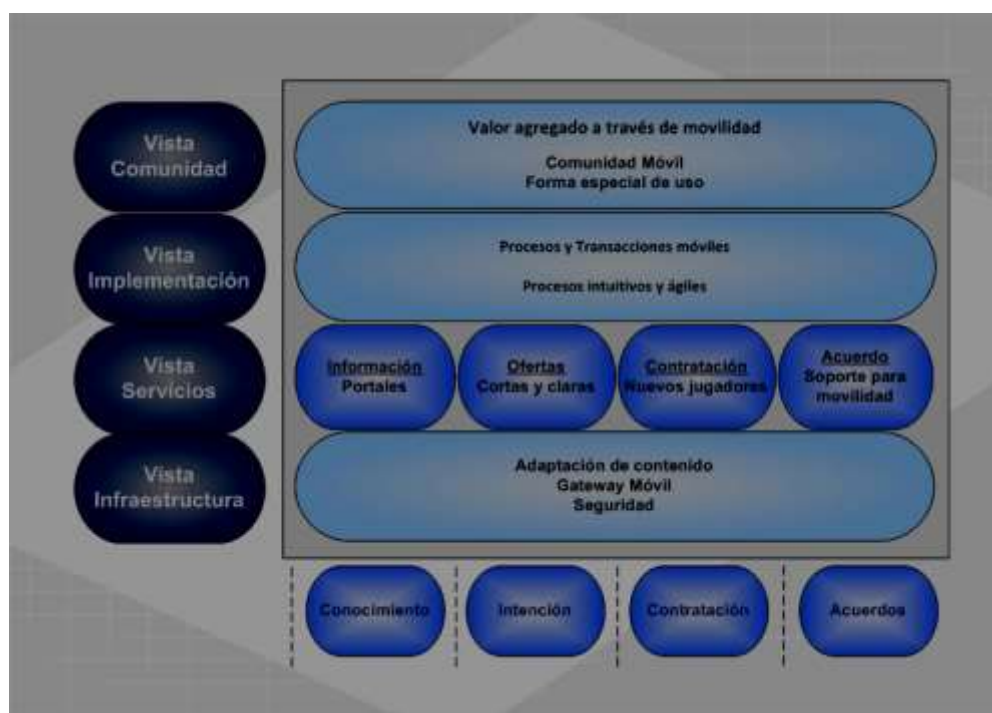 Vista
Comunidad
Valor agregado a través de movilidad
Comunidad Móvil
Forma especial de uso
Vista
Implementación
Procesos y Transacciones móviles
Procesos intuitivos y ágiles
Vista
Servicios
Información
Portales
Ofertas
Cortas y claras
Contratación
Nuevos jugadores
Acuerdo
Soporte para
movilidad
Vista
Infraestructura
Adaptación de contenido
Gateway Móvil
Seguridad
Conocimiento
Intención
Contratación
Acuerdos